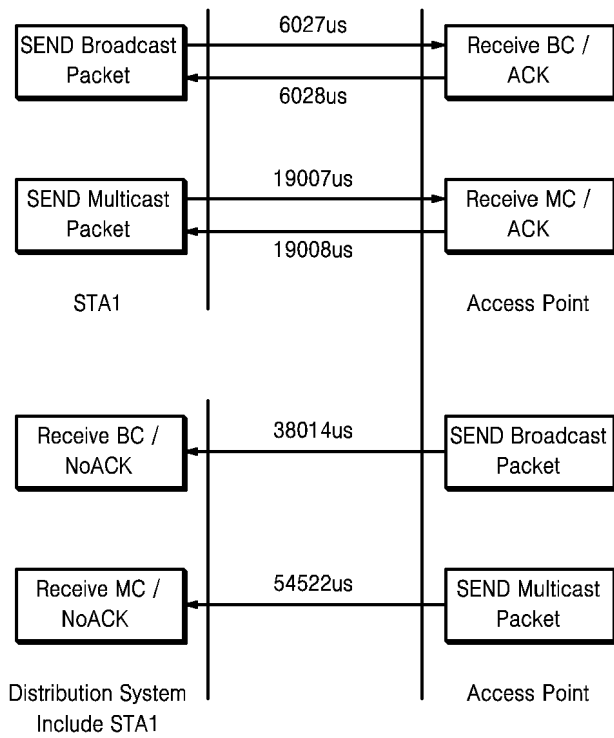 SEND Broadcast
Packet
6027us
Receive BC /
ACK
6028us
SEND Multicast
Packet
19007us
Receive MC /
ACK
19008us
STA1
Access Point
Receive BC /
NoACK
38014us
SEND Broadcast
Packet
Receive MC /
NoACK
54522us
SEND Multicast
Packet
Distribution System
Include STA1
Access Point